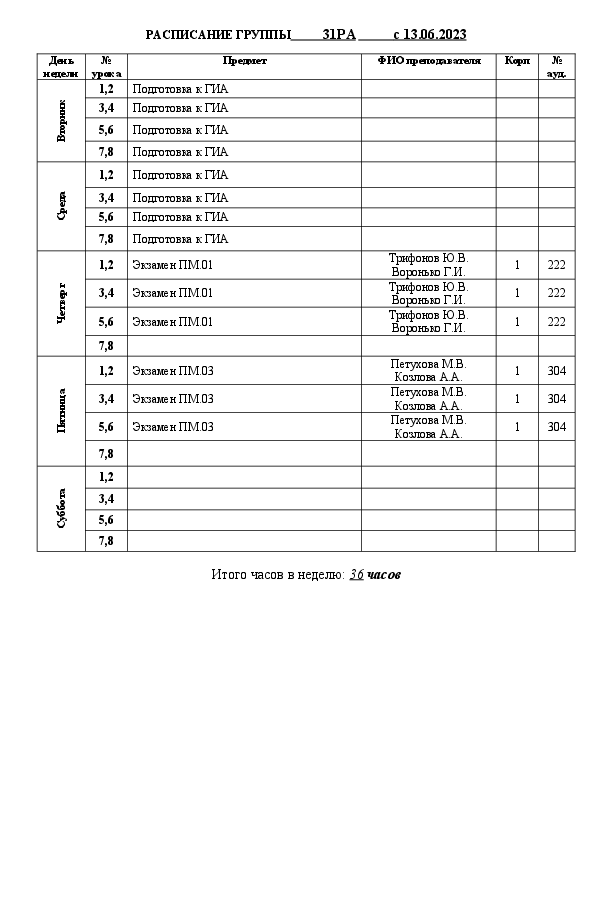 РАСПИСАНИЕ ГРУППЫ 31РА с 13.06.2023
День недели № урока Предмет ФИО преподавателя Корп № ауд.
Вторник
1,2 Подготовка к ГИА
3,4 Подготовка к ГИА
5,6 Подготовка к ГИА
7,8 Подготовка к ГИА
Среда
1,2 Подготовка к ГИА
3,4 Подготовка к ГИА
5,6 Подготовка к ГИА
7,8 Подготовка к ГИА
Четверг
1,2 Экзамен ПМ.01 Трифонов Ю.В. Воронько Г.И. 1 222
3,4 Экзамен ПМ.01 Трифонов Ю.В. Воронько Г.И. 1 222
5,6 Экзамен ПМ.01 Трифонов Ю.В. Воронько Г.И. 1 222
7,8
Пятница
1,2 Экзамен ПМ.03 Петухова М.В. Козлова А.А. 1 304
3,4 Экзамен ПМ.03 Петухова М.В. Козлова А.А. 1 304
5,6 Экзамен ПМ.03 Петухова М.В. Козлова А.А. 1 304
7,8
Суббота
1,2
3,4
5,6
7,8
Итого часов в неделю: 36 часов